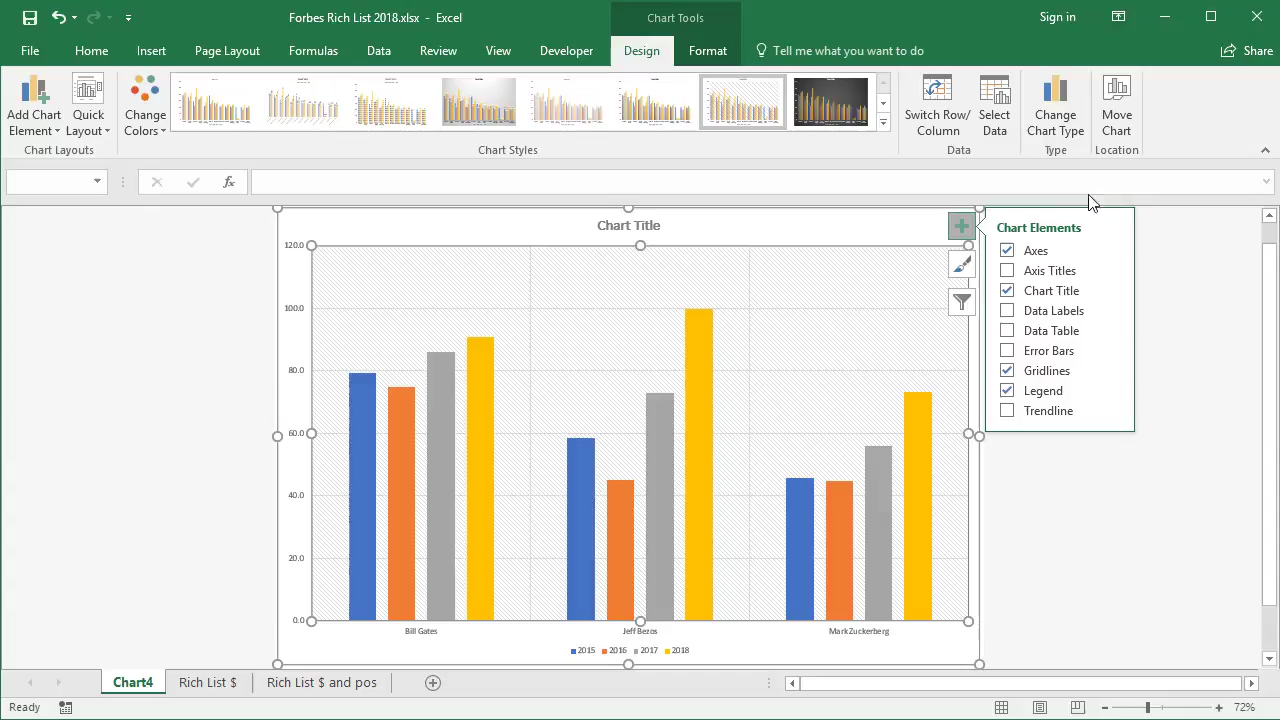 Forbes Rich List 2018.xlsx - Excel
Chart Tools
Sign in
File Home Insert Page Layout Formulas Data Review View Developer Design Format Tell me what you want to do Share
Add Chart Element
Quick Layout
Change Colors
Switch Row/ Column
Select Data
Change Chart Type
Move Chart
Chart Layouts Chart Styles Data Type Location
fx
Chart Title
Chart Elements
Axes
Axis Titles
Chart Title
Data Labels
Data Table
Error Bars
Gridlines
Legend
Trendline
120.0
100.0
80.0
60.0
40.0
20.0
0.0
Bill Gates Jeff Bezos Mark Zuckerberg
2015 2016 2017 2018
Chart4 Rich List $ Rich List $ and pos
Ready 72%